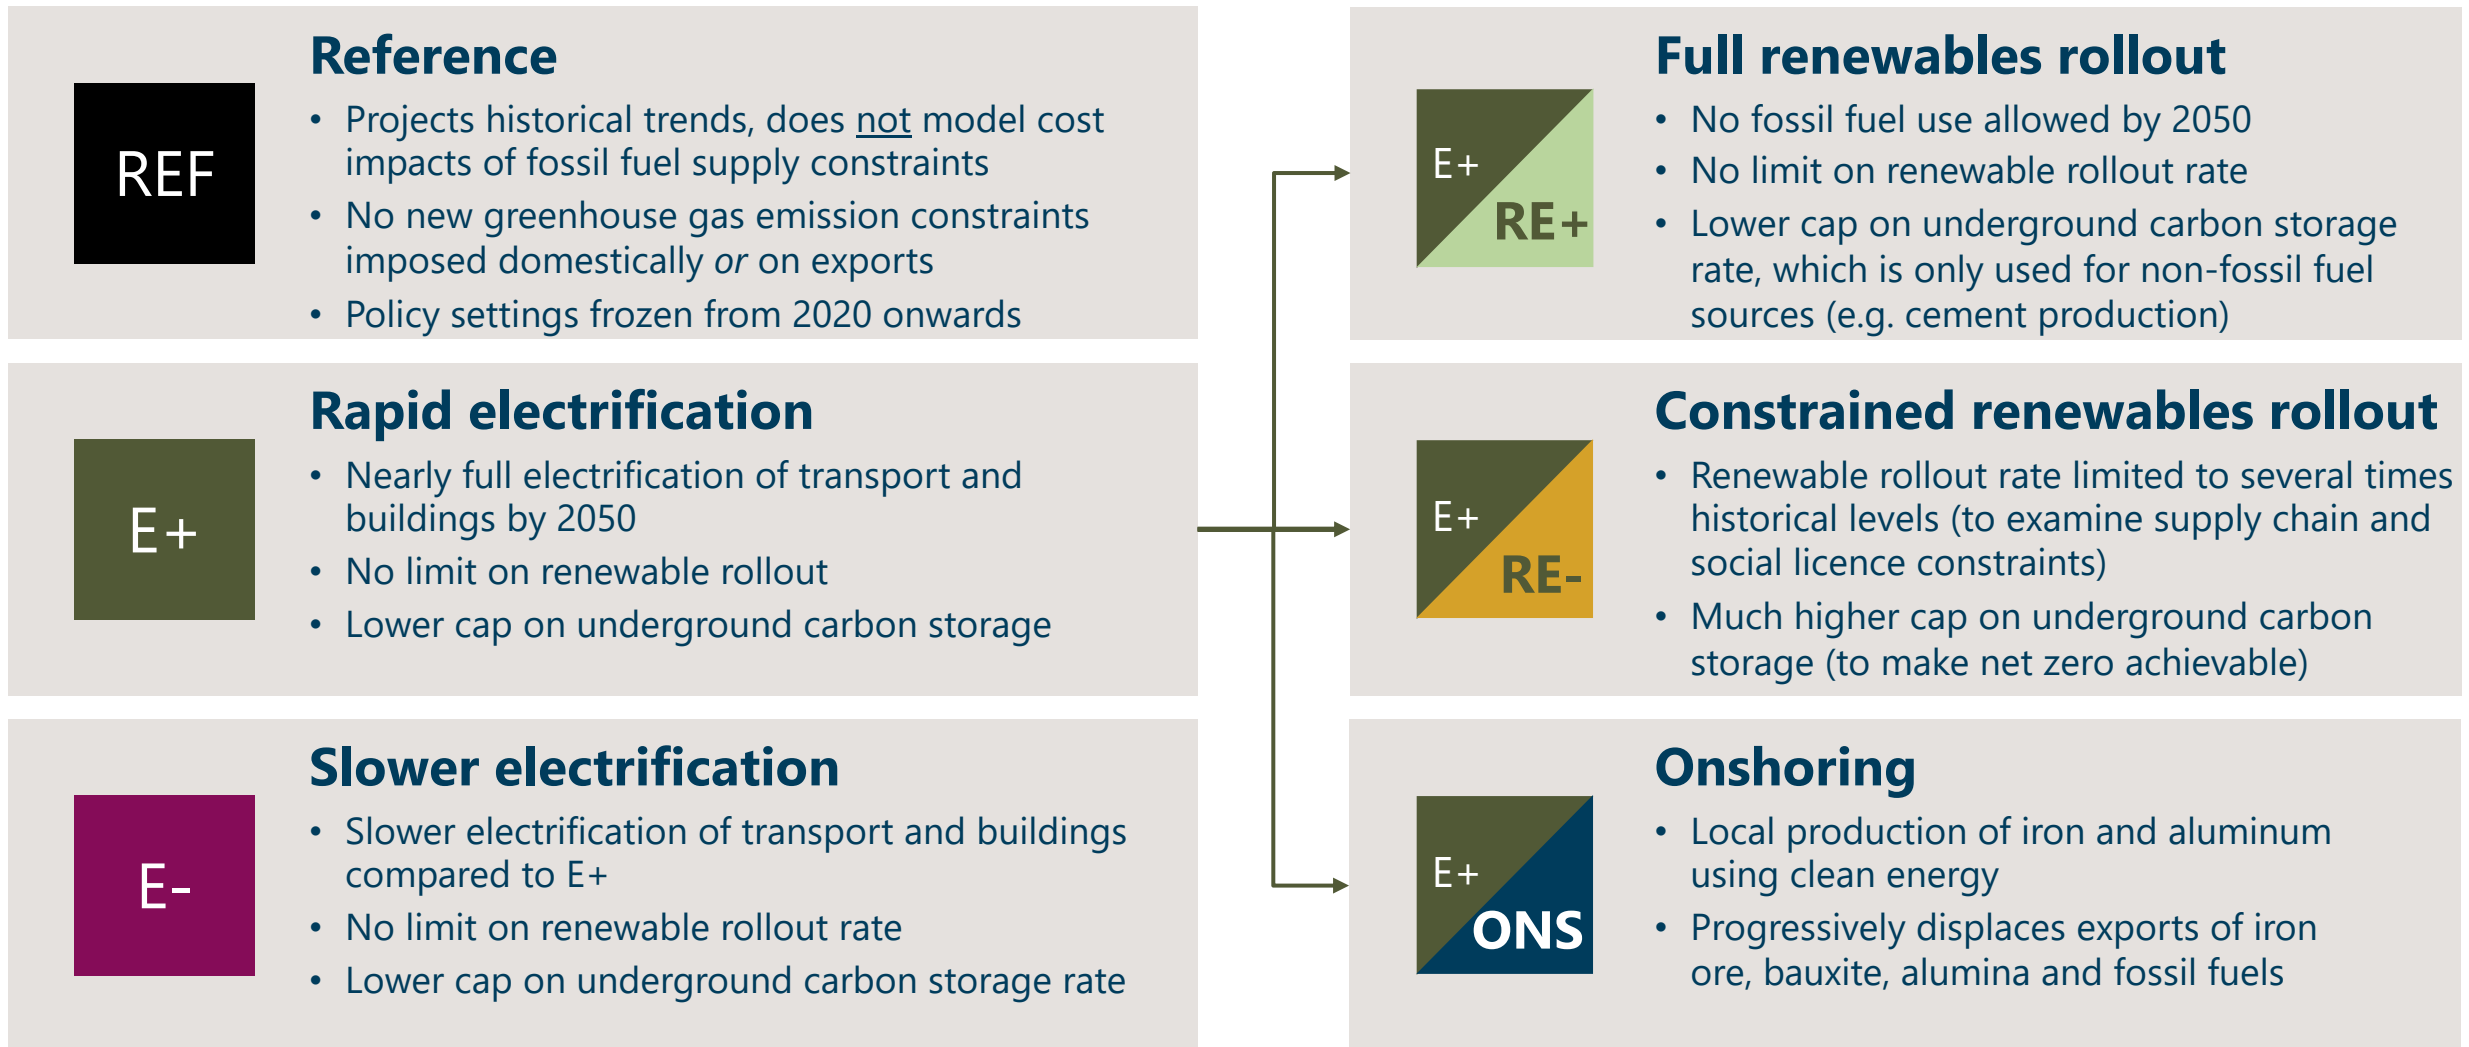 REF
Reference
• Projects historical trends, does not model cost
impacts of fossil fuel supply constraints
• No new greenhouse gas emission constraints
imposed domestically or on exports
• Policy settings frozen from 2020 onwards
E+
Rapid electrification
• Nearly full electrification of transport and
buildings by 2050
• No limit on renewable rollout
• Lower cap on underground carbon storage
E-
Slower electrification
• Slower electrification of transport and buildings
compared to E+
• No limit on renewable rollout rate
• Lower cap on underground carbon storage rate
E+
RE+
Full renewables rollout
• No fossil fuel use allowed by 2050
• No limit on renewable rollout rate
• Lower cap on underground carbon storage
rate, which is only used for non-fossil fuel
sources (e.g. cement production)
E+
RE-
Constrained renewables rollout
• Renewable rollout rate limited to several times
historical levels (to examine supply chain and
social licence constraints)
• Much higher cap on underground carbon
storage (to make net zero achievable)
E+
ONS
Onshoring
• Local production of iron and aluminum
using clean energy
• Progressively displaces exports of iron
ore, bauxite, alumina and fossil fuels